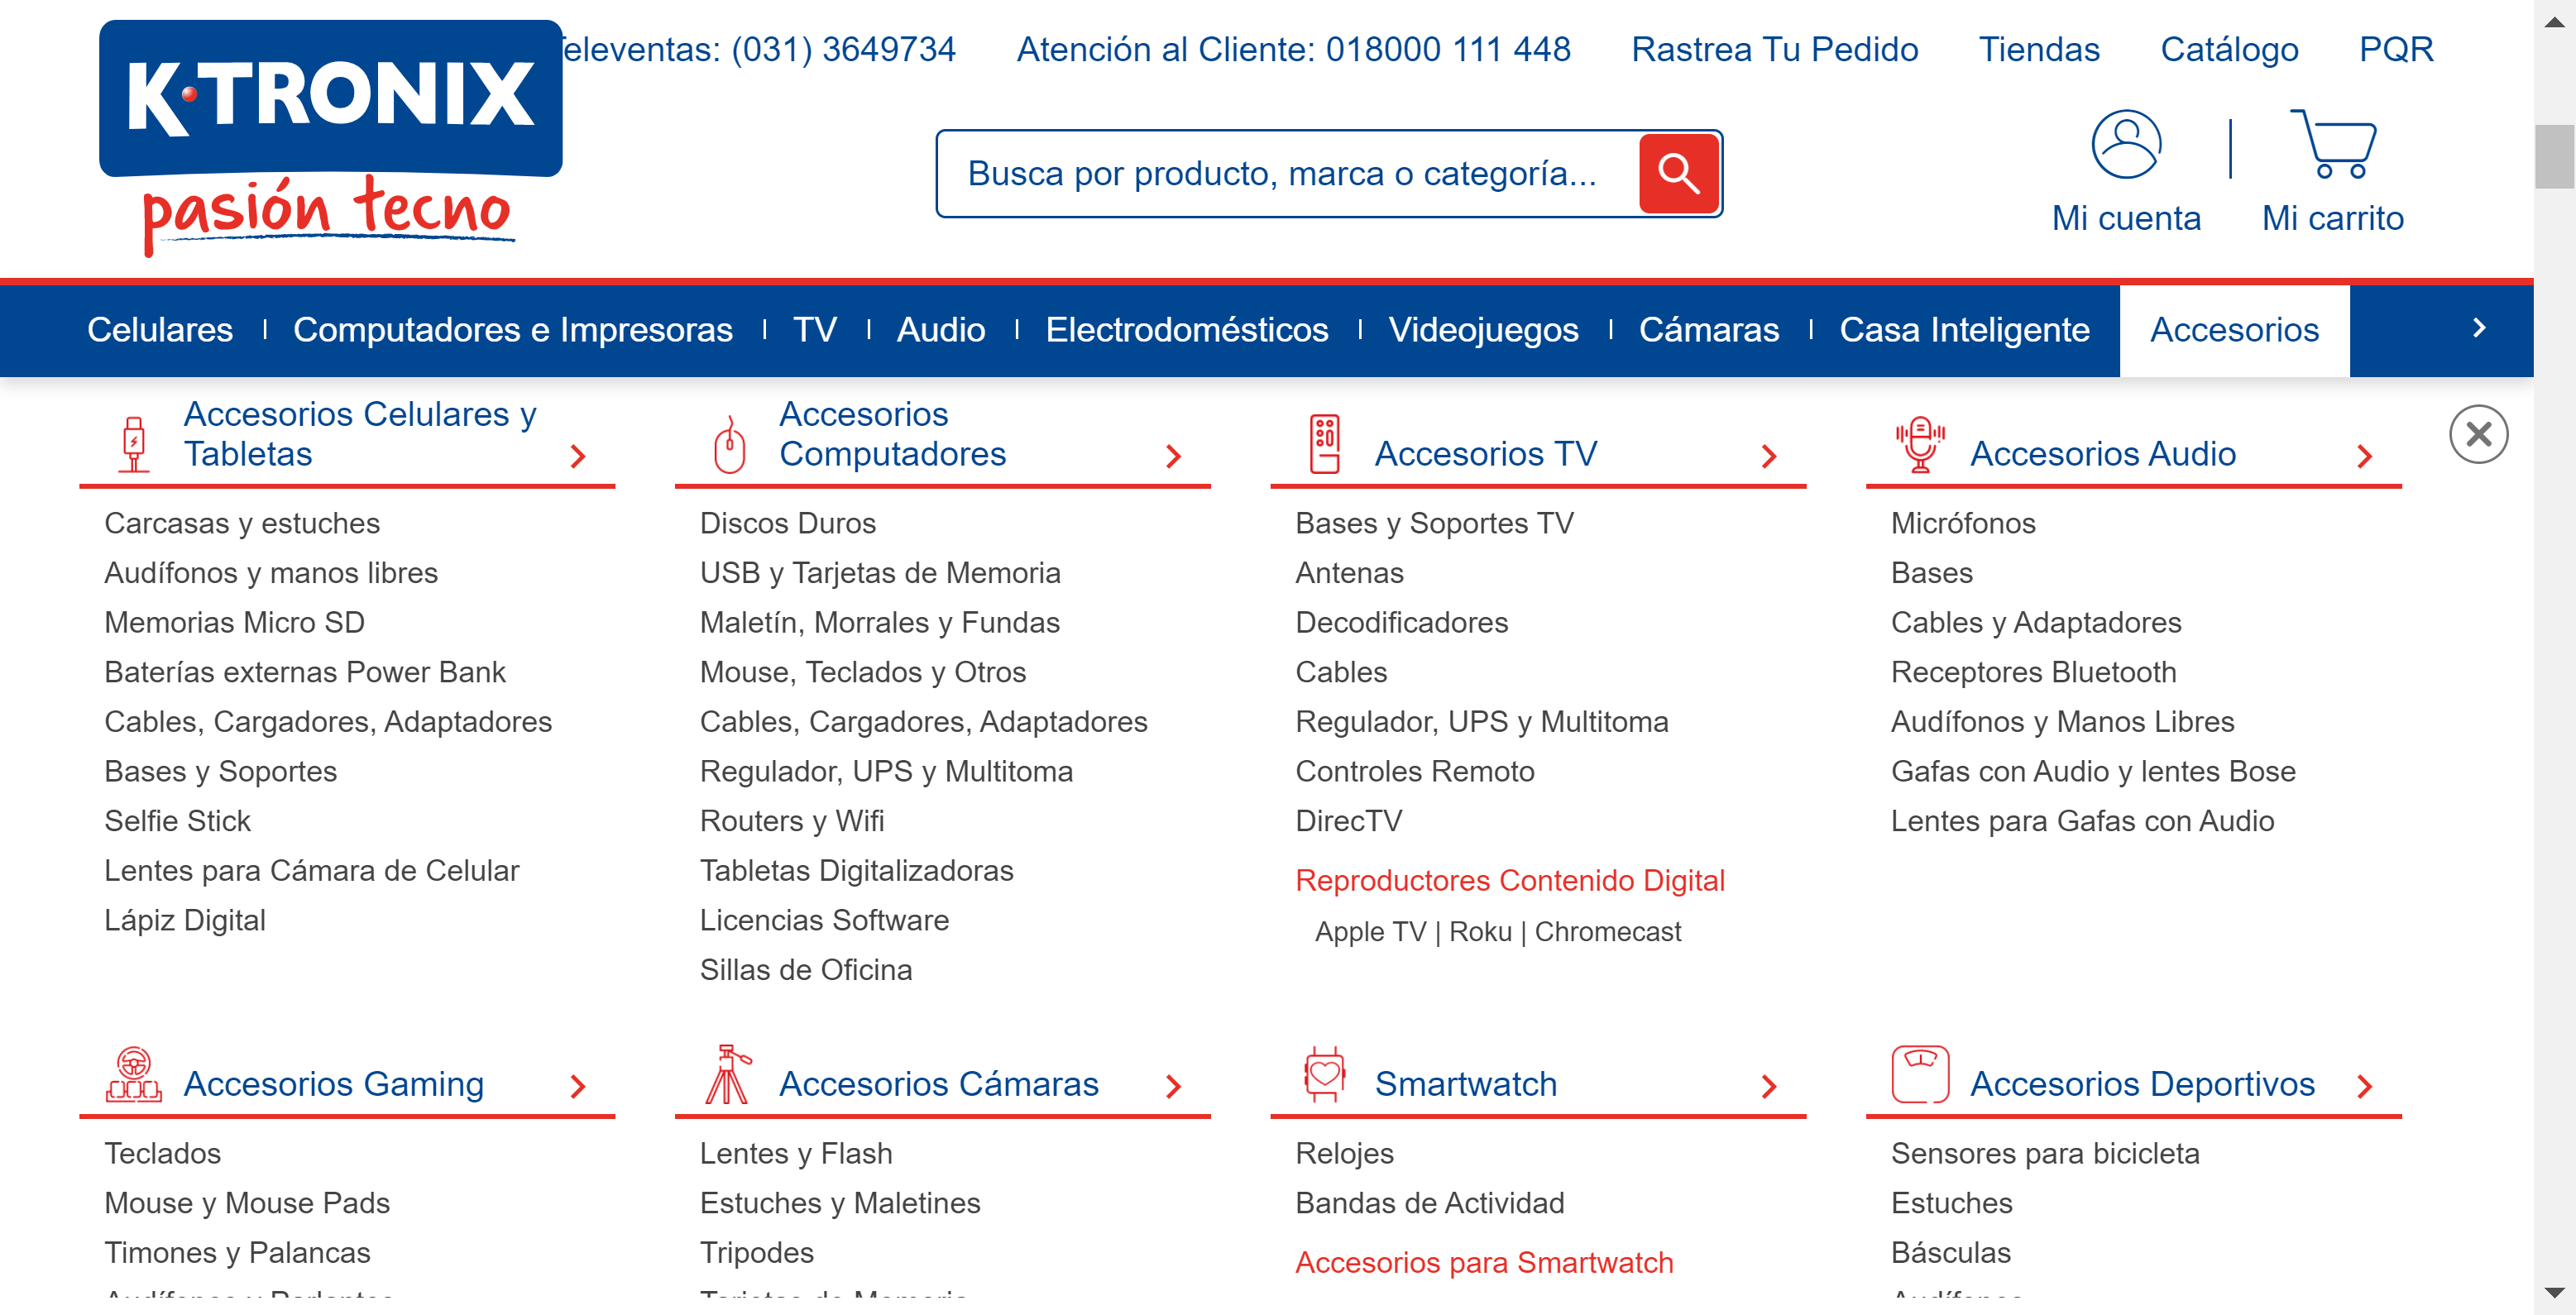 K·TRONIX
pasión tecno
Televentas: (031) 3649734
Atención al Cliente: 018000 111 448
Rastrea Tu Pedido
Tiendas
Catálogo
PQR
Busca por producto, marca o categoría...
Mi cuenta
Mi carrito
Celulares
Computadores e Impresoras
TV
Audio
Electrodomésticos
Videojuegos
Cámaras
Casa Inteligente
Accesorios
Accesorios Celulares y
Tabletas
Carcasas y estuches
Audífonos y manos libres
Memorias Micro SD
Baterías externas Power Bank
Cables, Cargadores, Adaptadores
Bases y Soportes
Selfie Stick
Lentes para Cámara de Celular
Lápiz Digital
Accesorios
Computadores
Discos Duros
USB y Tarjetas de Memoria
Maletín, Morrales y Fundas
Mouse, Teclados y Otros
Cables, Cargadores, Adaptadores
Regulador, UPS y Multitoma
Routers y Wifi
Tabletas Digitalizadoras
Licencias Software
Sillas de Oficina
Accesorios TV
Bases y Soportes TV
Antenas
Decodificadores
Cables
Regulador, UPS y Multitoma
Controles Remoto
DirecTV
Reproductores Contenido Digital
Apple TV | Roku | Chromecast
Accesorios Audio
Micrófonos
Bases
Cables y Adaptadores
Receptores Bluetooth
Audífonos y Manos Libres
Gafas con Audio y lentes Bose
Lentes para Gafas con Audio
Accesorios Gaming
Teclados
Mouse y Mouse Pads
Timones y Palancas
Audífonos y Parlantes
Accesorios Cámaras
Lentes y Flash
Estuches y Maletines
Tripodes
Tarjetas de Memoria
Smartwatch
Relojes
Bandas de Actividad
Accesorios para Smartwatch
Accesorios Deportivos
Sensores para bicicleta
Estuches
Básculas
Audífonos